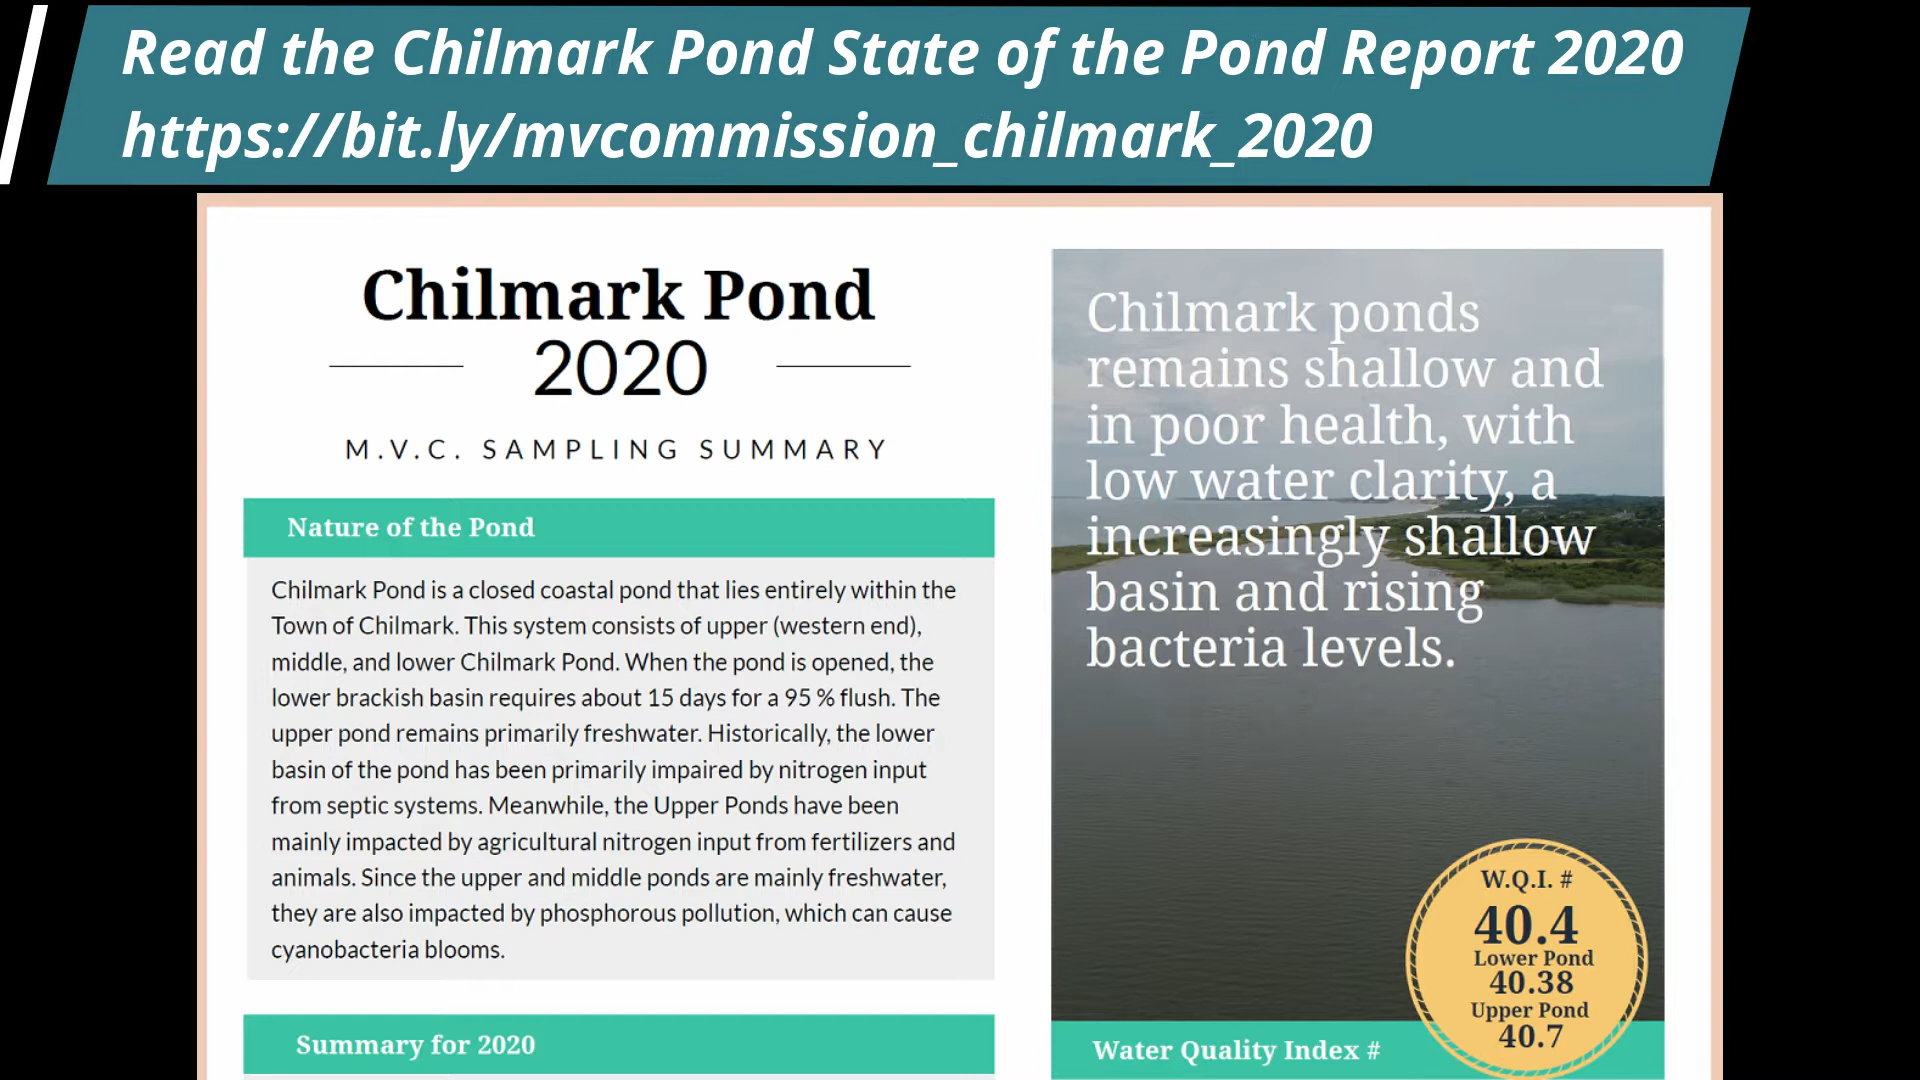 Read the Chilmark Pond State of the Pond Report 2020
https://bit.ly/mvcommission_chilmark_2020
Chilmark Pond
2020
M.V.C. SAMPLING SUMMARY
Nature of the Pond
Chilmark Pond is a closed coastal pond that lies entirely within the
Town of Chilmark. This system consists of upper (western end),
middle, and lower Chilmark Pond. When the pond is opened, the
lower brackish basin requires about 15 days for a 95 % flush. The
upper pond remains primarily freshwater. Historically, the lower
basin of the pond has been primarily impaired by nitrogen input
from septic systems. Meanwhile, the Upper Ponds have been
mainly impacted by agricultural nitrogen input from fertilizers and
animals. Since the upper and middle ponds are mainly freshwater,
they are also impacted by phosphorous pollution, which can cause
cyanobacteria blooms.
Summary for 2020
Chilmark ponds
remains shallow and
in poor health, with
low water clarity, a
increasingly shallow
basin and rising
bacteria levels.
W.Q.I. #
40.4
Lower Pond
40.38
Upper Pond
40.7
Water Quality Index #